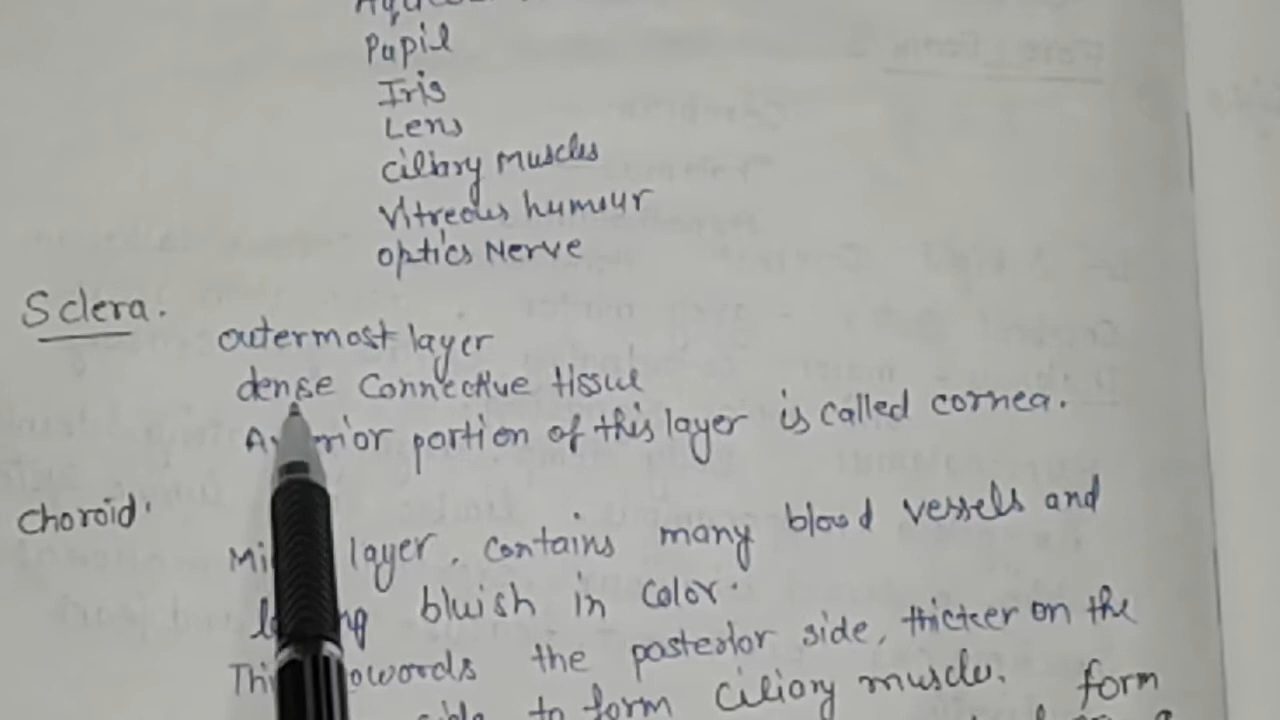 Pupil
Iris
Lens
Ciliary Muscles
Vitreous humour
optics Nerve
Sclera.
outermost layer
dense Connective tissue
portion of this layer is called cornea.
Choroid.
layer, contains many blood vessels and
bluish in color.
the posterior side, thicker on the
to form Ciliary muscle. form